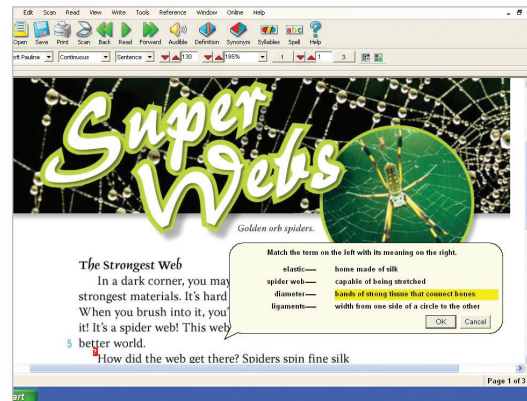 Edit Scan Read View Write Tools Reference Window Online Help
Open Save Print Scan Back Read Forward Audible Definition Synonym Syllables Spell Help
oft Paulina Continuous Sentence 130 185% 1 1 3
Super
Webs
Golden orb spiders.
The Strongest Web
In a dark corner, you may
strongest materials. It's hard
When you brush into it, you'
it! It's a spider web! This web
5 better world.
? How did the web get there? Spiders spin fine silk
Match the term on the left with its meaning on the right.
elastic— home made of silk
spider web— capable of being stretched
diameter— bands of strong tissue that connect bones
ligaments— width from one side of a circle to the other
OK Cancel
Page 1 of 3
art